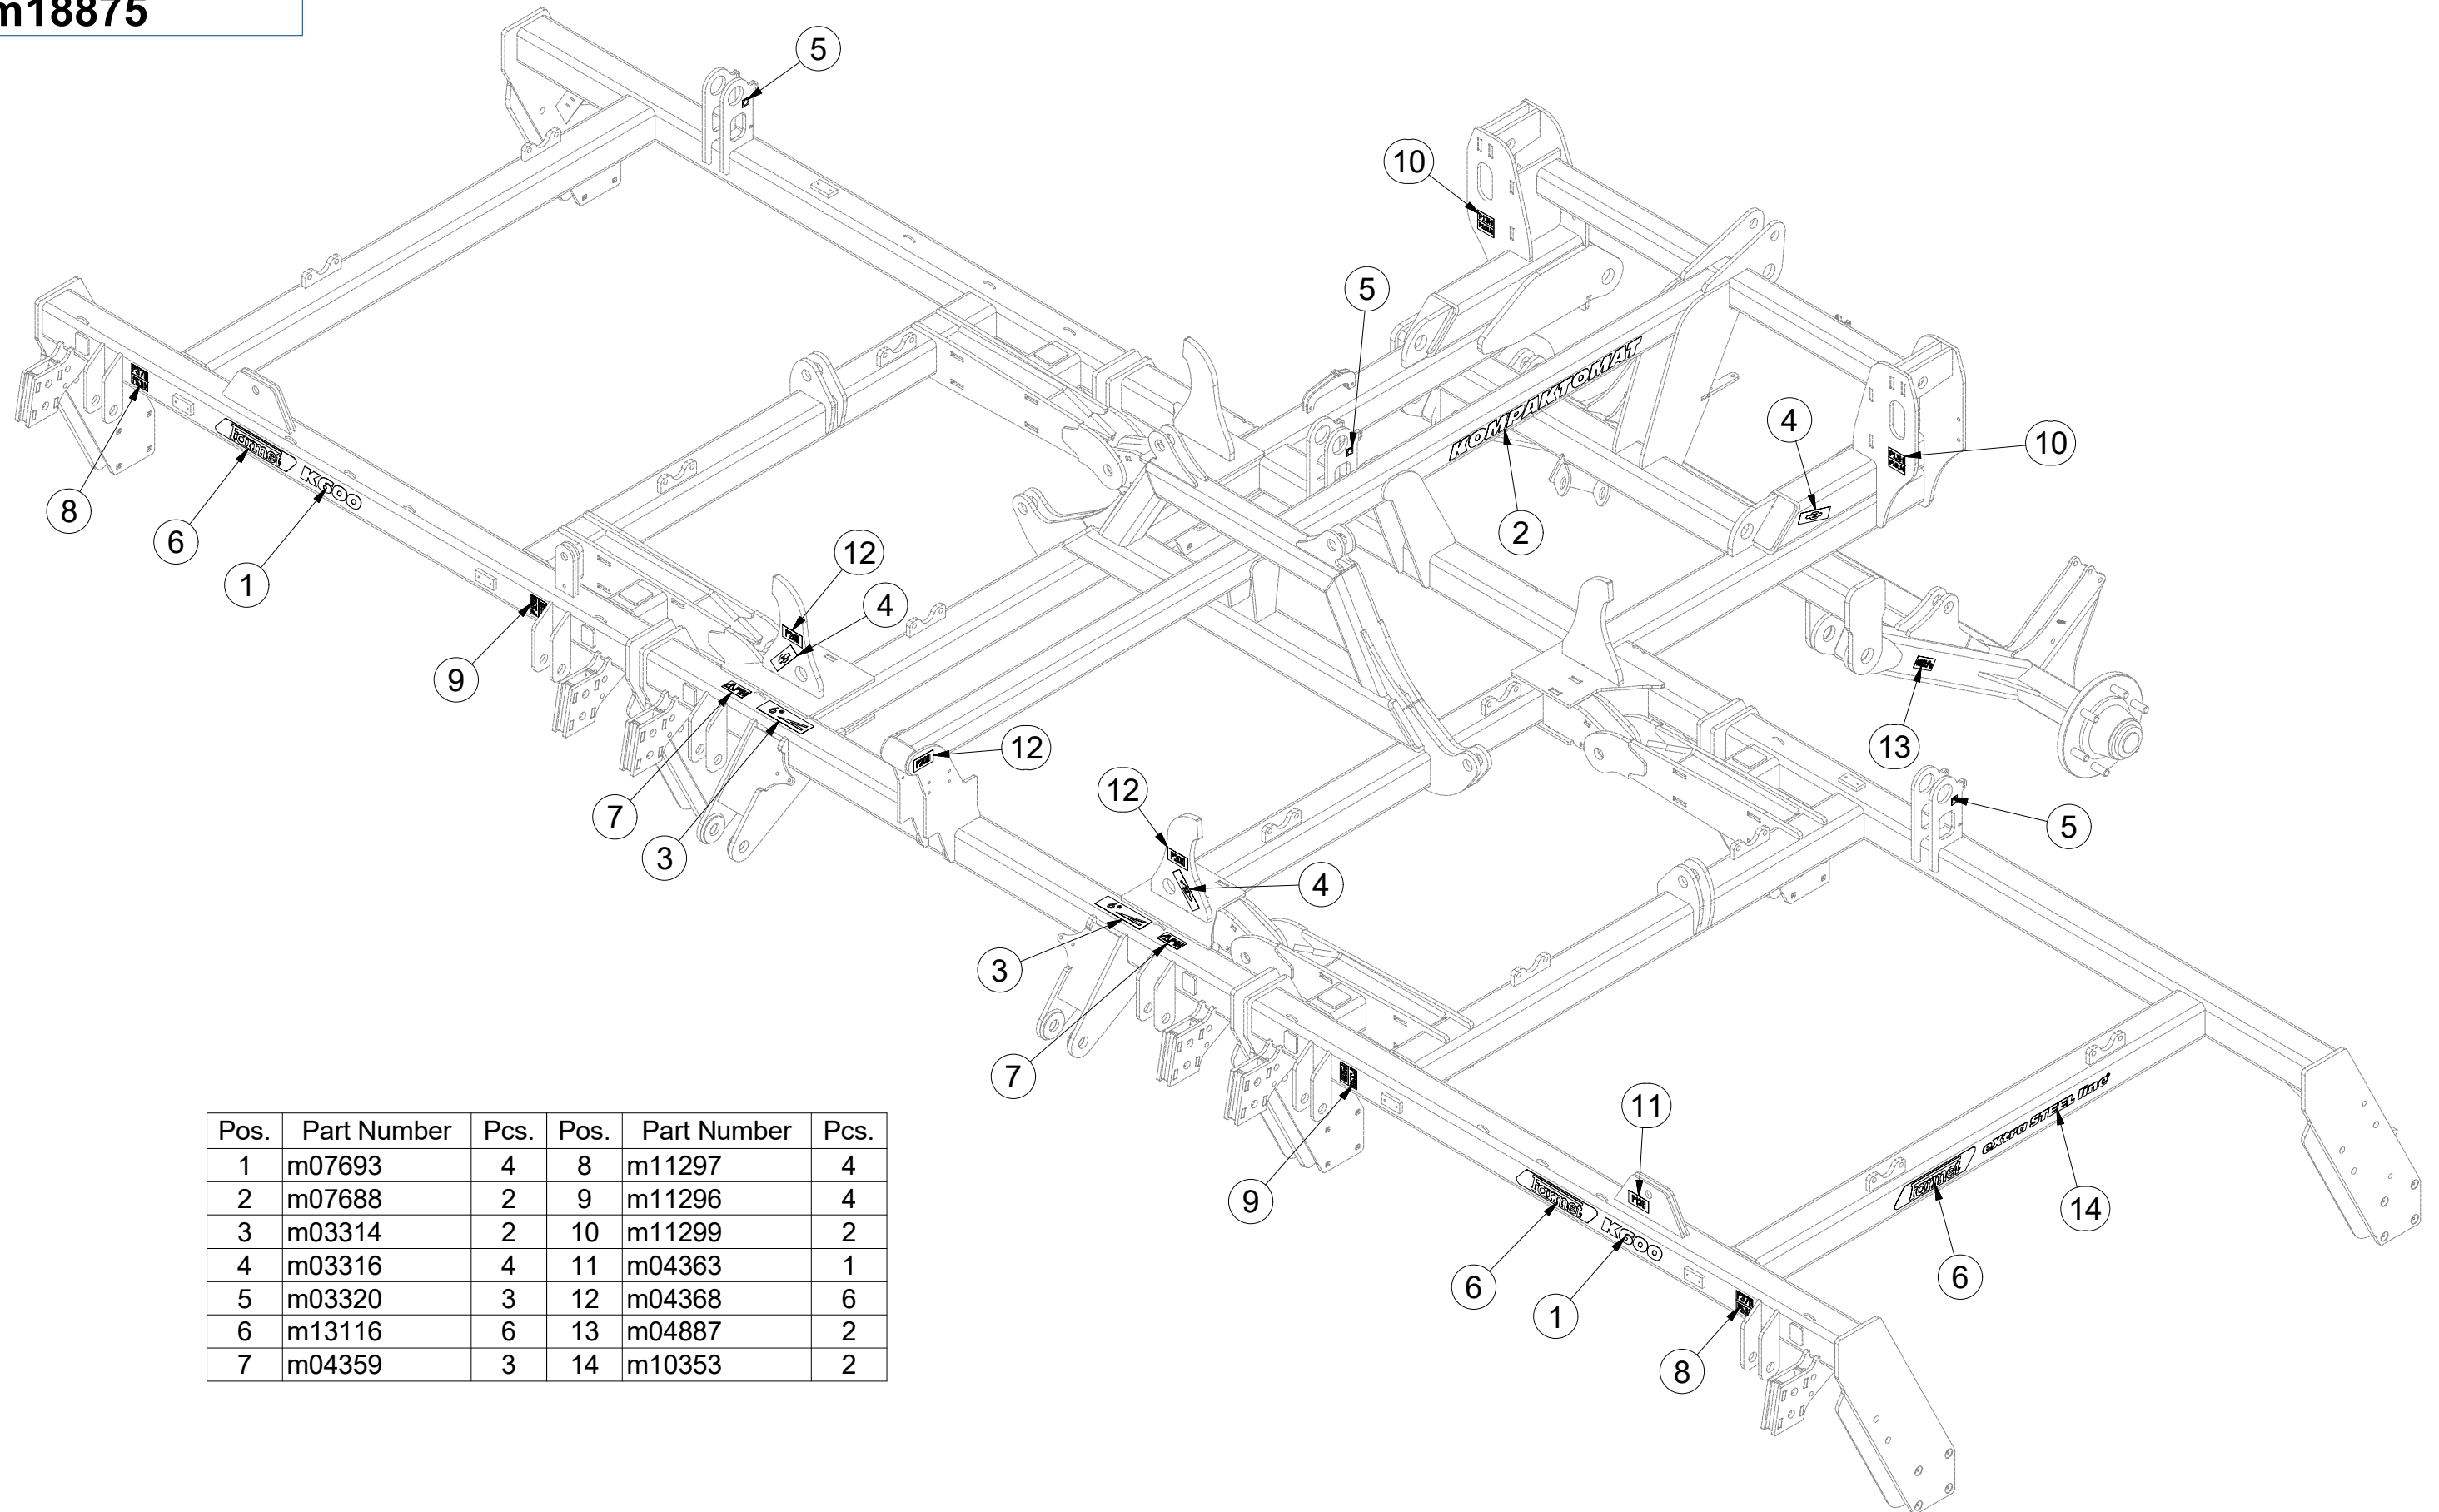 m18875
5
10
5
4
10
8
6
1
2
12
4
9
13
7
3
12
12
5
4
3
7
11
9
14
6
6
1
8
Farmet
K600
KOMPAKTOMAT
Farmet
K600
Farmet
extra STEEL line®
Pos. Part Number Pcs. Pos. Part Number Pcs.
1 m07693 4 8 m11297 4
2 m07688 2 9 m11296 4
3 m03314 2 10 m11299 2
4 m03316 4 11 m04363 1
5 m03320 3 12 m04368 6
6 m13116 6 13 m04887 2
7 m04359 3 14 m10353 2